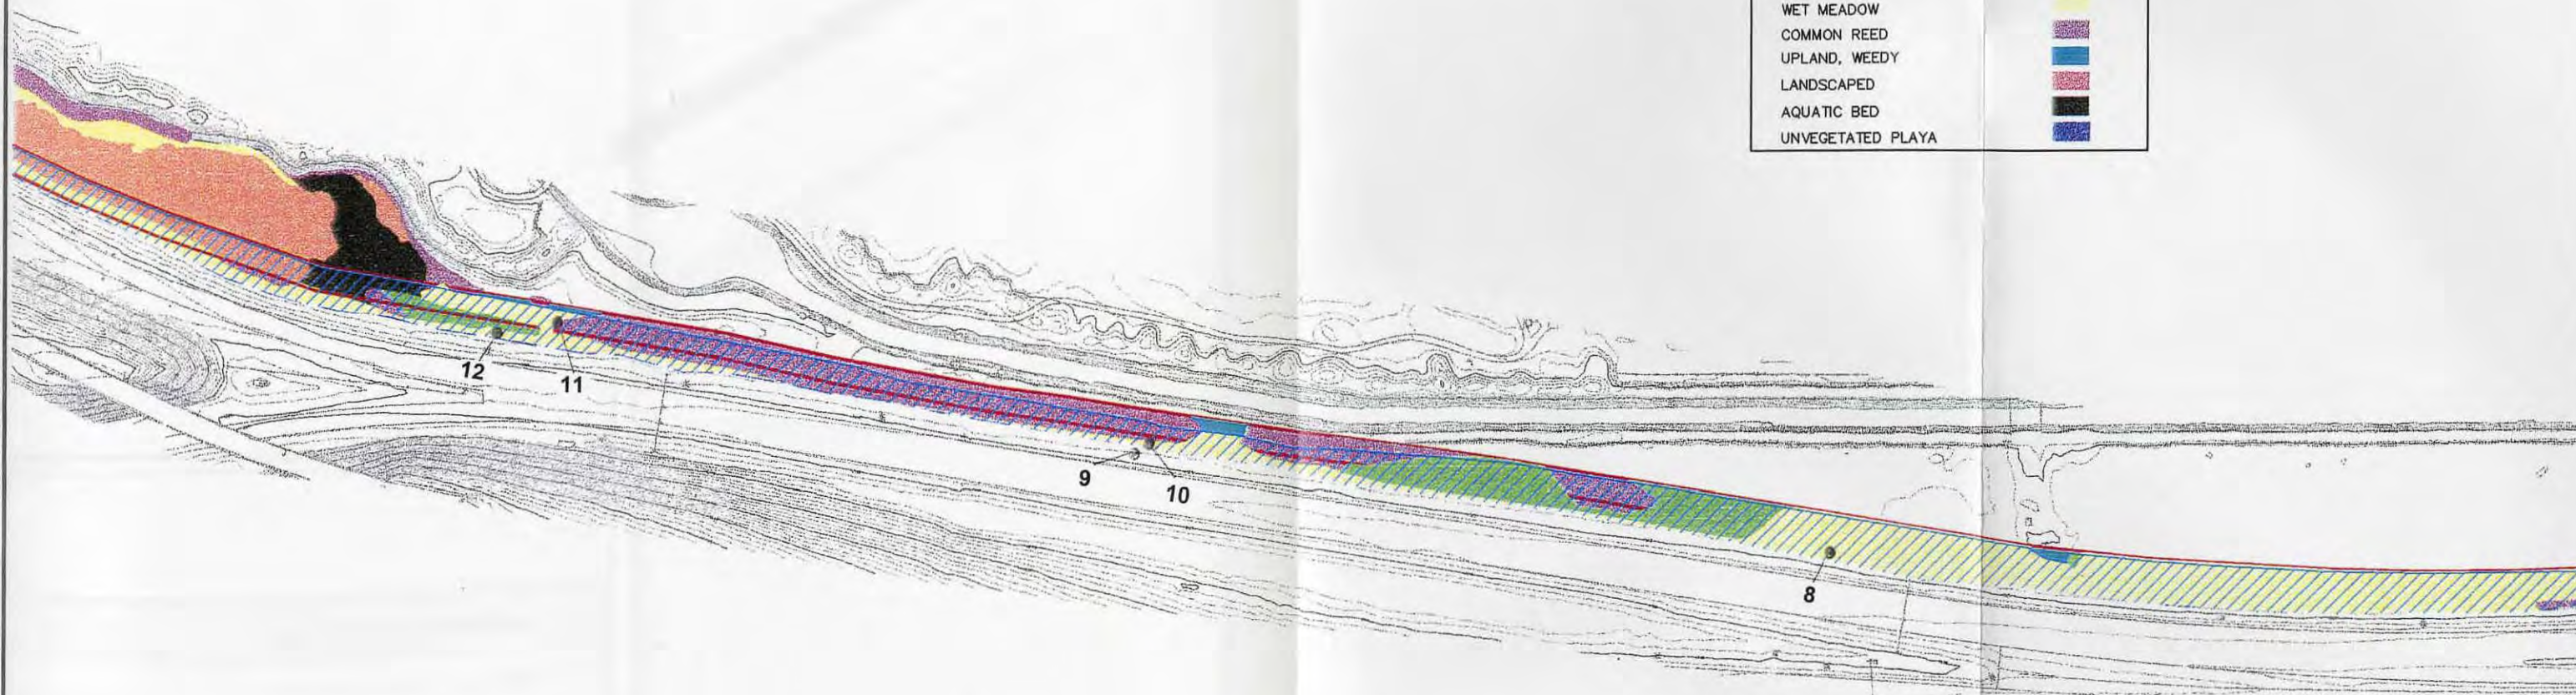 WET MEADOW
COMMON REED
UPLAND, WEEDY
LANDSCAPED
AQUATIC BED
UNVEGETATED PLAYA
12
11
9
10
8